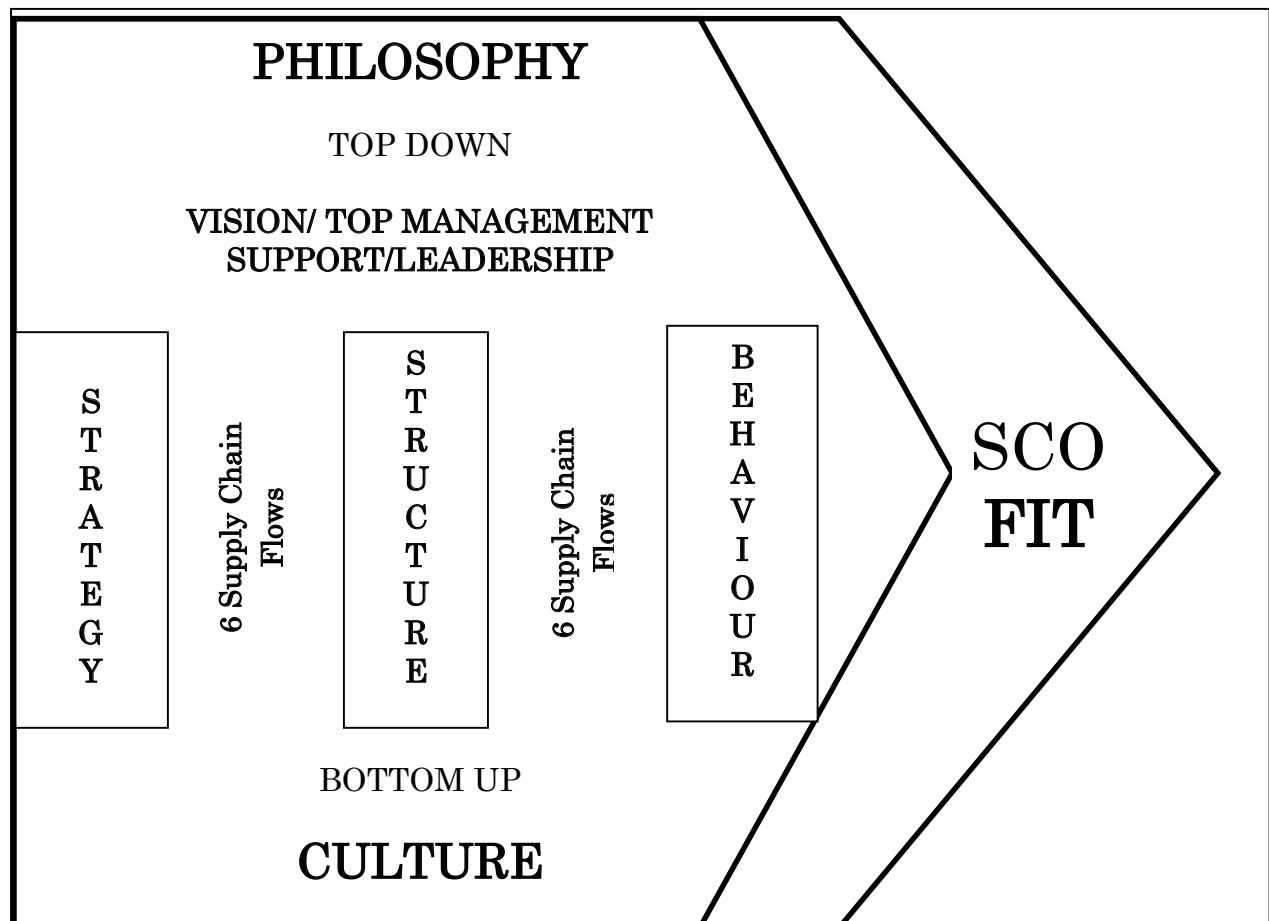 PHILOSOPHY
TOP DOWN
VISION/ TOP MANAGEMENT
SUPPORT/LEADERSHIP
STRATEGY
6 Supply Chain
Flows
STRUCTURE
6 Supply Chain
Flows
BEHAVIOUR
SCO
FIT
BOTTOM UP
CULTURE